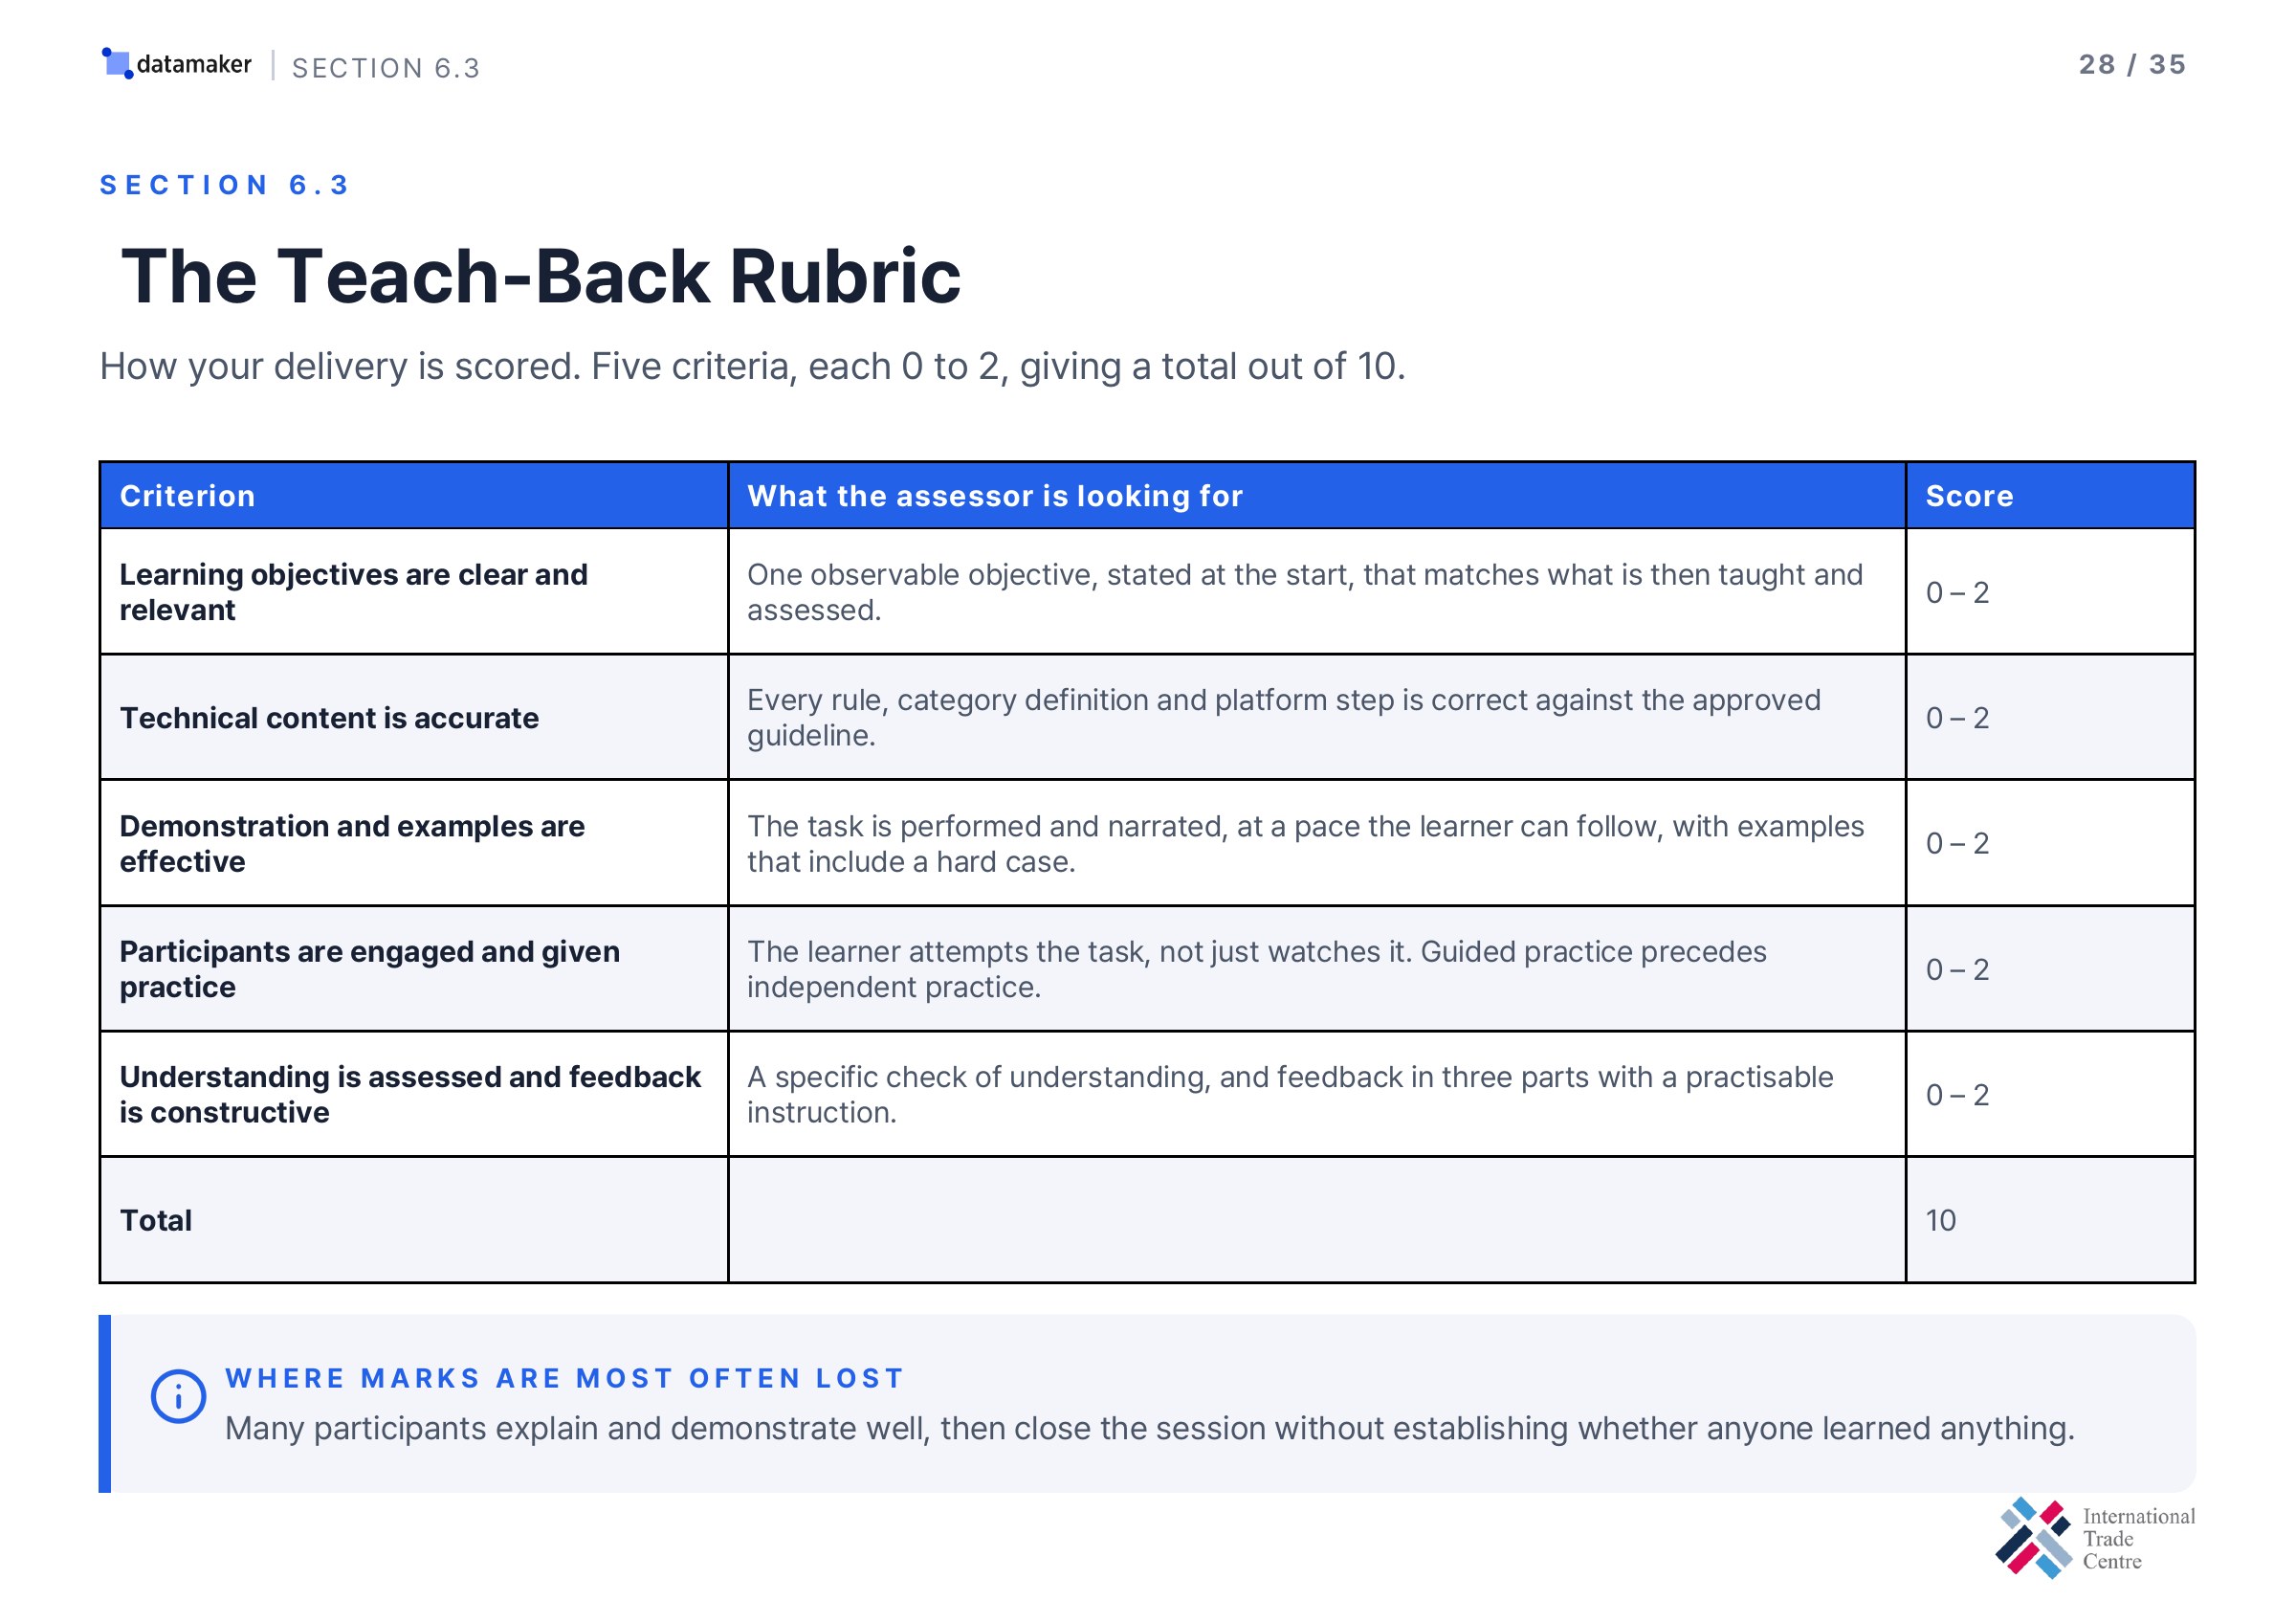 datamaker | SECTION 6.3
28 / 35
SECTION 6.3
The Teach-Back Rubric
How your delivery is scored. Five criteria, each 0 to 2, giving a total out of 10.
Criterion
What the assessor is looking for
Score
Learning objectives are clear and
relevant
One observable objective, stated at the start, that matches what is then taught and
assessed.
0 – 2
Technical content is accurate
Every rule, category definition and platform step is correct against the approved
guideline.
0 – 2
Demonstration and examples are
effective
The task is performed and narrated, at a pace the learner can follow, with examples
that include a hard case.
0 – 2
Participants are engaged and given
practice
The learner attempts the task, not just watches it. Guided practice precedes
independent practice.
0 – 2
Understanding is assessed and feedback
is constructive
A specific check of understanding, and feedback in three parts with a practisable
instruction.
0 – 2
Total
10
WHERE MARKS ARE MOST OFTEN LOST
Many participants explain and demonstrate well, then close the session without establishing whether anyone learned anything.
International
Trade
Centre